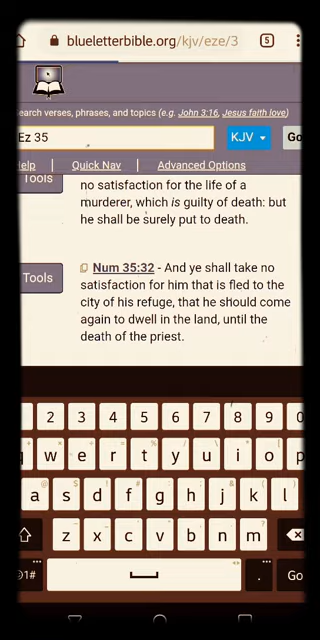 blueletterbible.org/kjv/eze/3
5
earch verses, phrases, and topics (e.g. John 3:16, Jesus faith love)
Ez 35
KJV
Go
Help | Quick Nav | Advanced Options
Tools
no satisfaction for the life of a
murderer, which is guilty of death: but
he shall be surely put to death.
Tools
Num 35:32 - And ye shall take no
satisfaction for him that is fled to the
city of his refuge, that he should come
again to dwell in the land, until the
death of the priest.
2 3 4 5 6 7 8 9 0
w e r t y u i o p
a s d f g h j k l
z x c v b n m
1# . Go